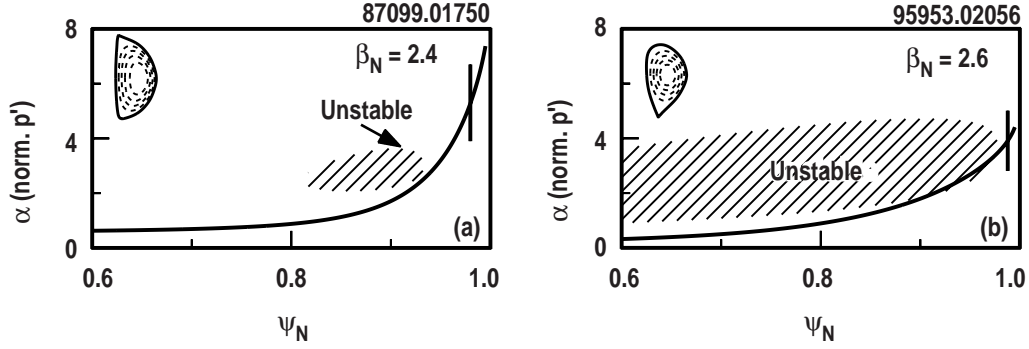 87099.01750
8
β_N = 2.4
Unstable
4
α (norm. p')
0
(a)
0.6
0.8
1.0
ψ_N
95953.02056
8
β_N = 2.6
4
Unstable
α (norm. p')
0
(b)
0.6
0.8
1.0
ψ_N